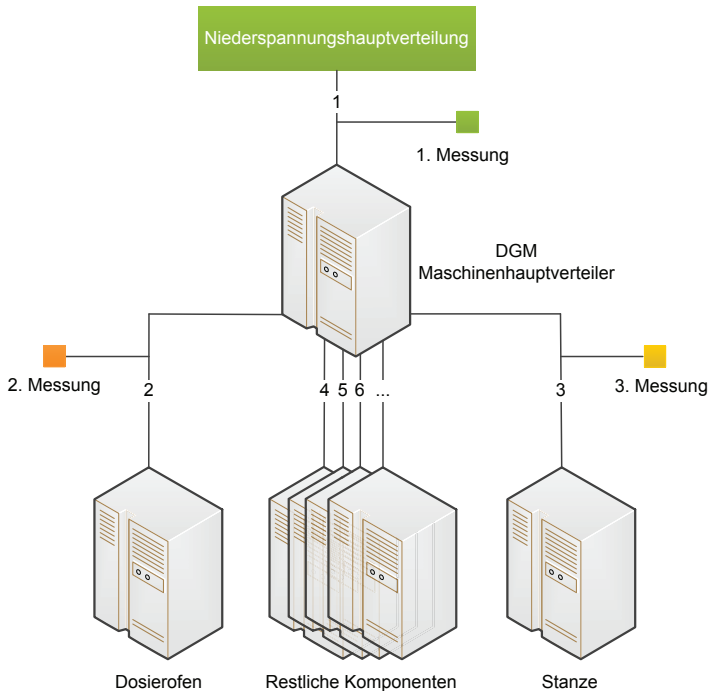 Niederspannungshauptverteilung
1
1. Messung
DGM
Maschinenhauptverteiler
2. Messung
2
4 5 6 ...
3
3. Messung
Dosierofen
Restliche Komponenten
Stanze